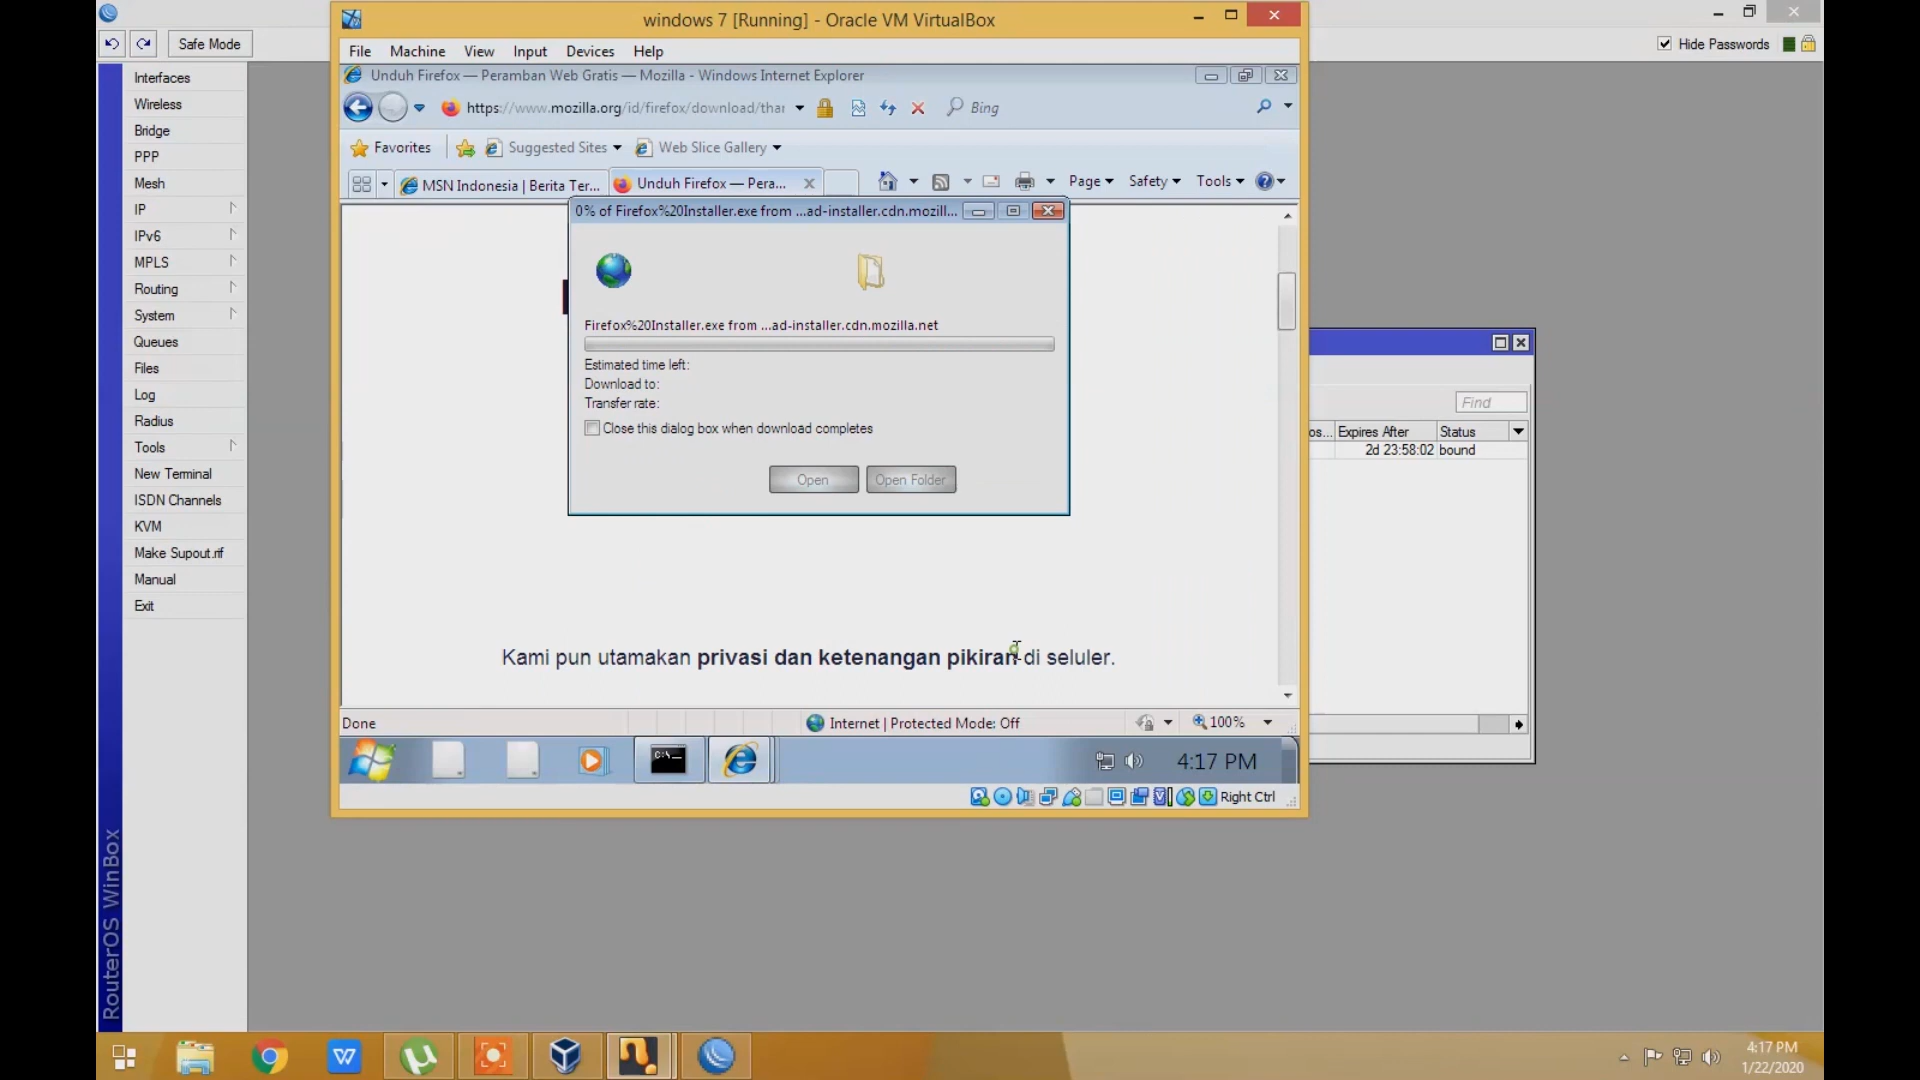 windows 7 [Running] - Oracle VM VirtualBox
Safe Mode
Hide Passwords
File Machine View Input Devices Help
Unduh Firefox — Peramban Web Gratis — Mozilla - Windows Internet Explorer
https://www.mozilla.org/id/firefox/download/thar
Bing
Favorites
Suggested Sites
Web Slice Gallery
MSN Indonesia | Berita Ter...
Unduh Firefox — Pera...
Page
Safety
Tools
Interfaces
Wireless
Bridge
PPP
Mesh
IP
IPv6
MPLS
Routing
System
Queues
Files
Log
Radius
Tools
New Terminal
ISDN Channels
KVM
Make Supout.rif
Manual
Exit
RouterOS WinBox
0% of Firefox%20Installer.exe from ...ad-installer.cdn.mozill...
Firefox%20Installer.exe from ...ad-installer.cdn.mozilla.net
Estimated time left:
Download to:
Transfer rate:
Close this dialog box when download completes
Open
Open Folder
Find
os... Expires After Status
2d 23:58:02 bound
Kami pun utamakan privasi dan ketenangan pikiran di seluler.
Done
Internet | Protected Mode: Off
100%
C:\
4:17 PM
Right Ctrl
W
4:17 PM
1/22/2020